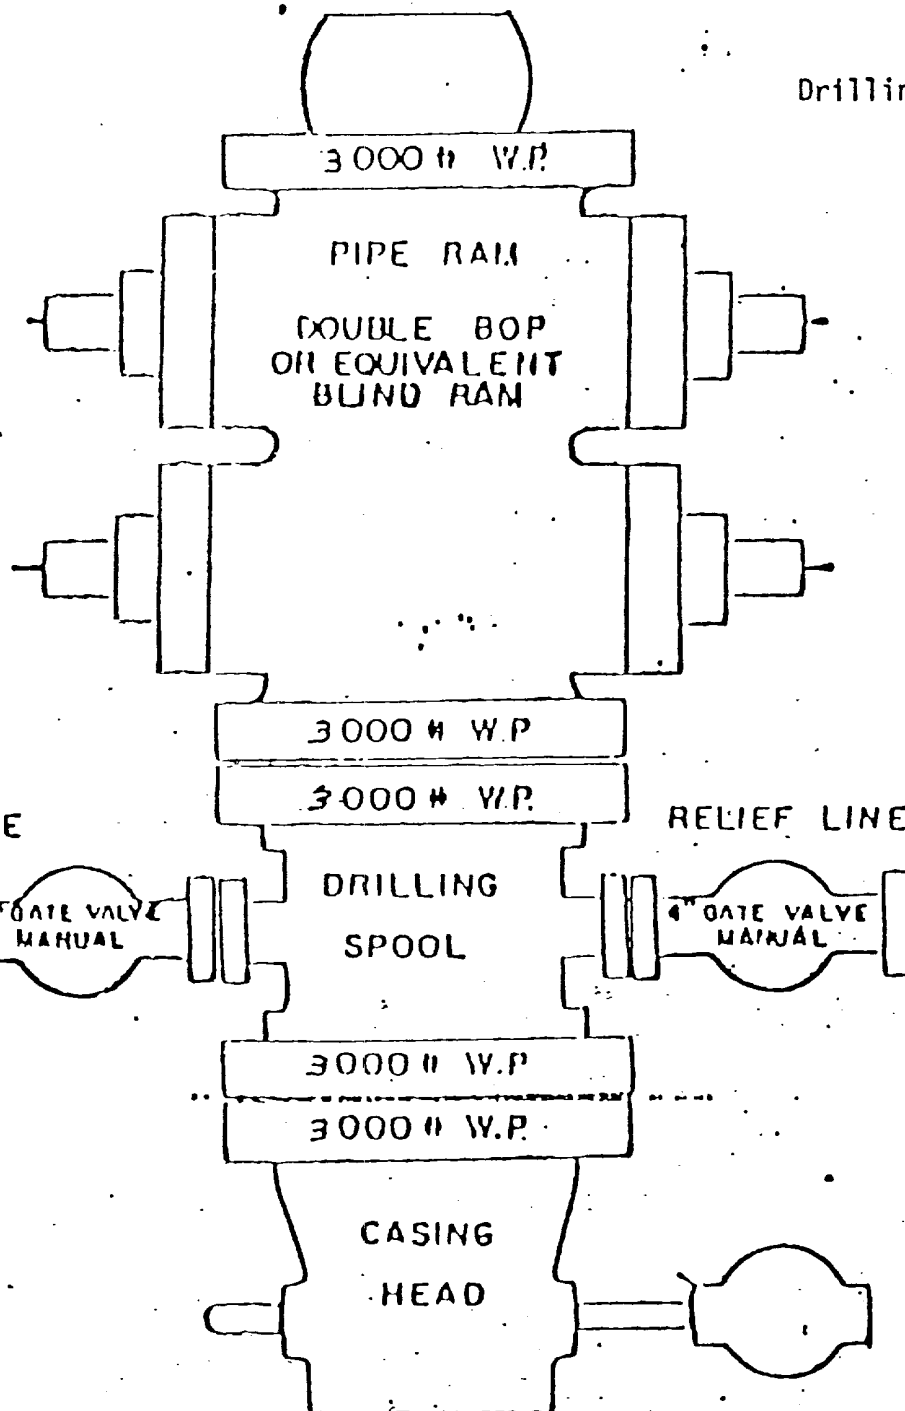 Drillin
3000 # W.P.
PIPE RAM
DOUBLE BOP
OR EQUIVALENT
BLIND RAM
3000 # W.P.
3000 # W.P.
E
RELIEF LINE
DRILLING
SPOOL
" GATE VALVE
MANUAL
4" GATE VALVE
MANUAL
3000 # W.P.
3000 # W.P.
CASING
HEAD